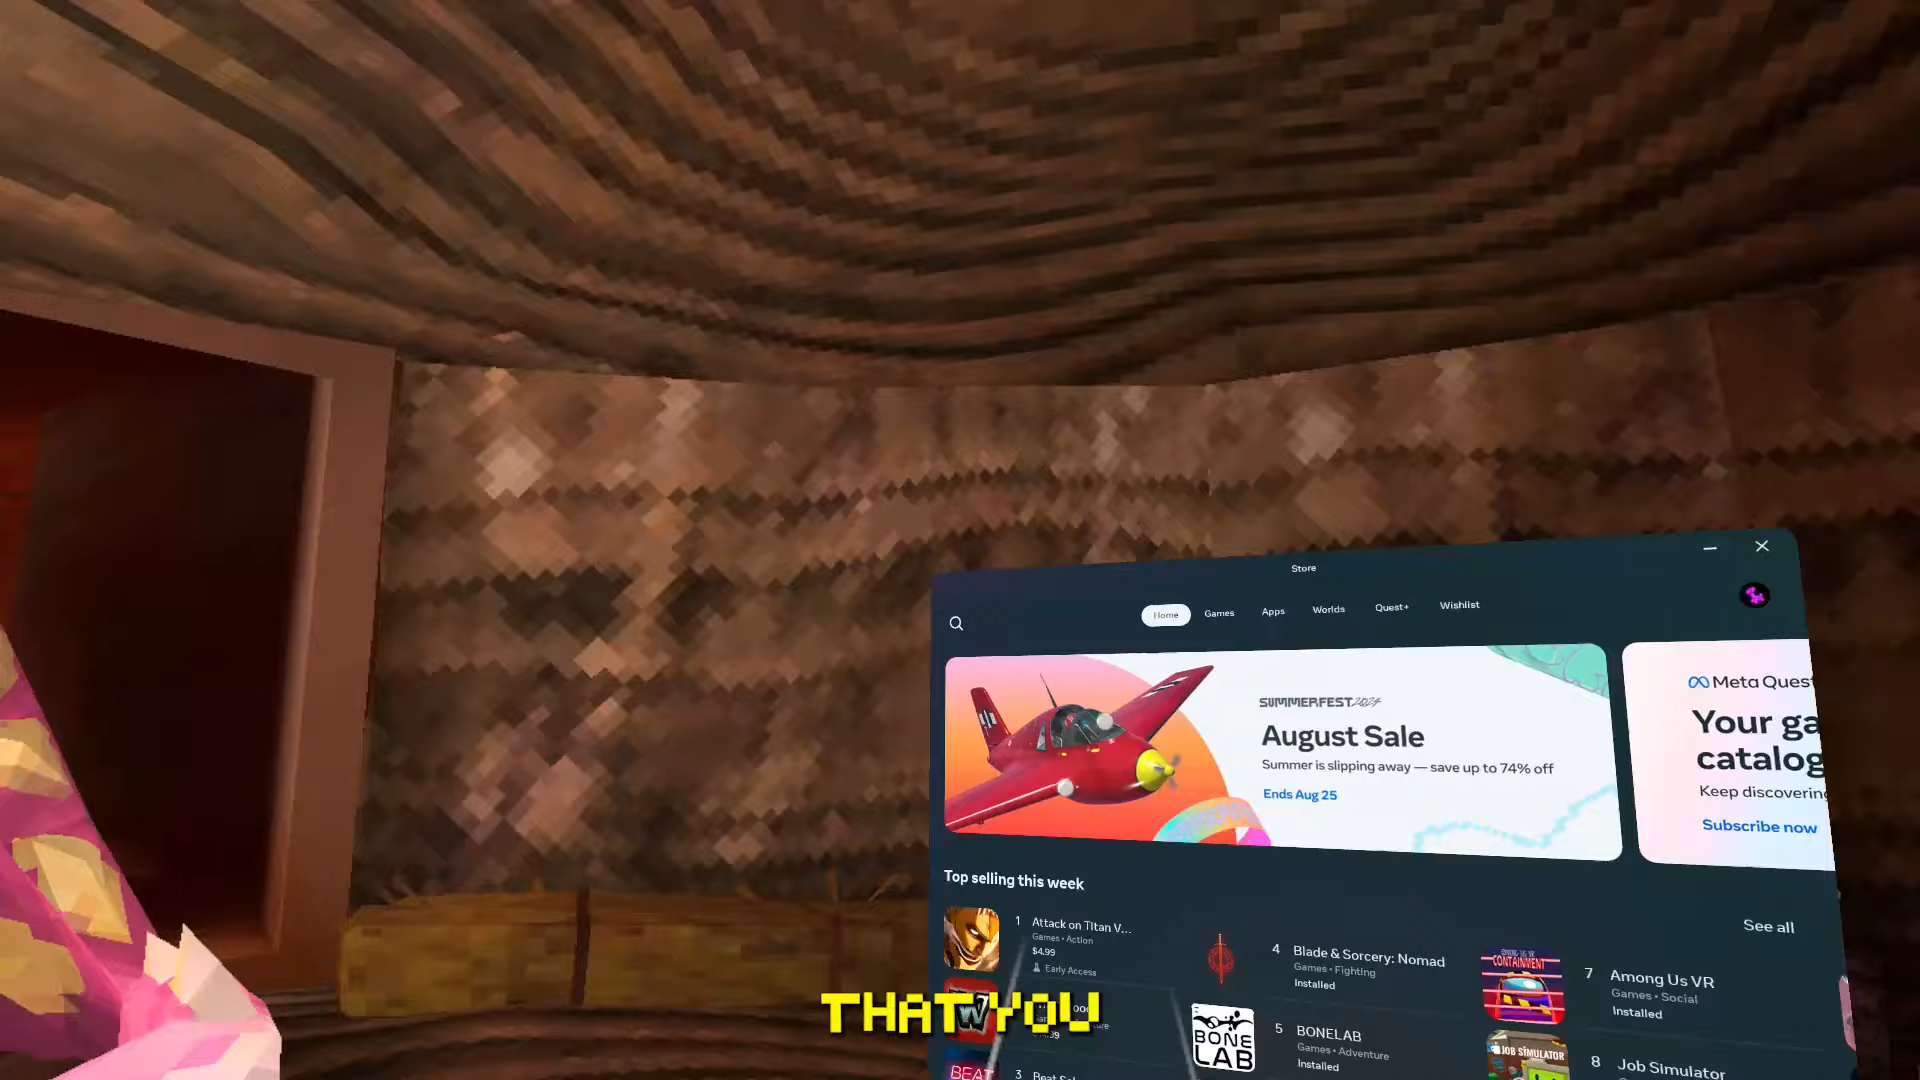 Store
Home Games Apps Worlds Quest+ Wishlist
SUMMERFEST 2024
August Sale
Summer is slipping away — save up to 74% off
Ends Aug 25
Meta Quest
Your ga
catalog
Keep discovering
Subscribe now
Top selling this week
See all
1 Attack on Titan V...
Games • Action
$4.99
Early Access
4 Blade & Sorcery: Nomad
Games • Fighting
Installed
CONTAINMENT
7 Among Us VR
Games • Social
Installed
THAT YOU
BONE
LAB
5 BONELAB
Games • Adventure
Installed
JOB SIMULATOR
8 Job Simulator
BEAT
3 Beat